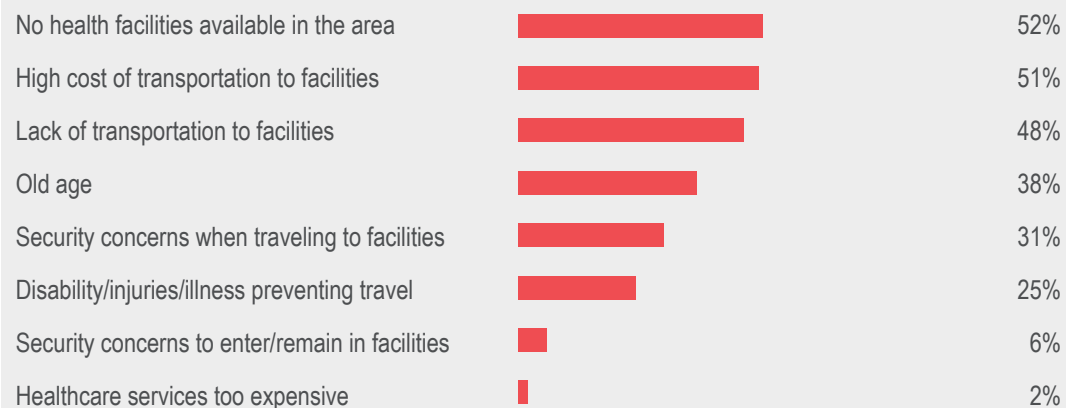 No health facilities available in the area 52%
High cost of transportation to facilities 51%
Lack of transportation to facilities 48%
Old age 38%
Security concerns when traveling to facilities 31%
Disability/injuries/illness preventing travel 25%
Security concerns to enter/remain in facilities 6%
Healthcare services too expensive 2%